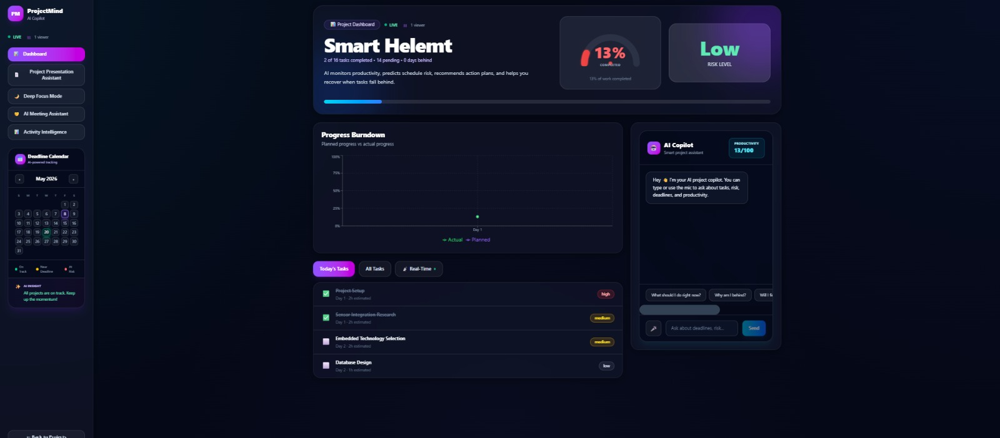 PM
ProjectMind
AI Copilot
LIVE 1 viewer
Dashboard
Project Presentation
Assistant
Deep Focus Mode
AI Meeting Assistant
Activity Intelligence
Deadline Calendar
AI-powered tracking
May 2026
S M T W T F S
1 2
3 4 5 6 7 8 9
10 11 12 13 14 15 16
17 18 19 20 21 22 23
24 25 26 27 28 29 30
31
On
Track
Near
Deadline
At
Risk
AI INSIGHT
All projects are on track. Keep
up the momentum!
← Back to Projects
Project Dashboard
LIVE 1 viewer
Smart Helemt
2 of 16 tasks completed • 14 pending • 0 days behind
AI monitors productivity, predicts schedule risk, recommends action plans, and helps you
recover when tasks fall behind.
13%
COMPLETED
13% of work completed
Low
RISK LEVEL
Progress Burndown
Planned progress vs actual progress
100%
75%
50%
25%
0%
Day 1
Actual Planned
Today's Tasks
All Tasks
Real-Time
Project Setup
Day 1 · 2h estimated
high
Sensor Integration Research
Day 1 · 2h estimated
medium
Embedded Technology Selection
Day 2 · 2h estimated
medium
Database Design
Day 2 · 1h estimated
low
AI Copilot
Smart project assistant
PRODUCTIVITY
13/100
Hey 👋 I'm your AI project copilot. You can
type or use the mic to ask about tasks, risk,
deadlines, and productivity.
What should I do right now?
Why am I behind?
Will I fi
Ask about deadlines, risk...
Send